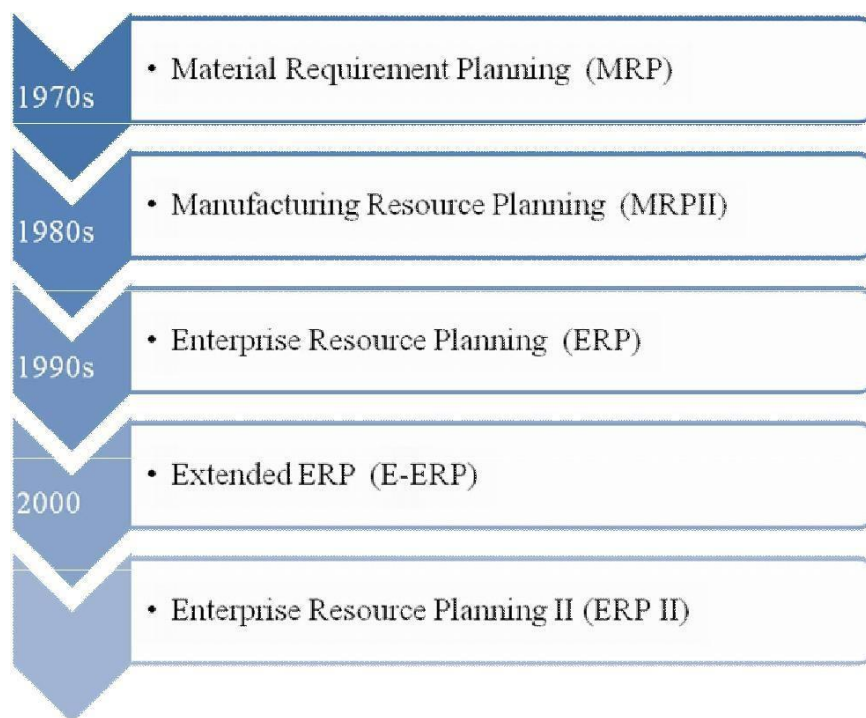 1970s
• Material Requirement Planning (MRP)
1980s
• Manufacturing Resource Planning (MRPII)
1990s
• Enterprise Resource Planning (ERP)
2000
• Extended ERP (E-ERP)
• Enterprise Resource Planning II (ERP II)